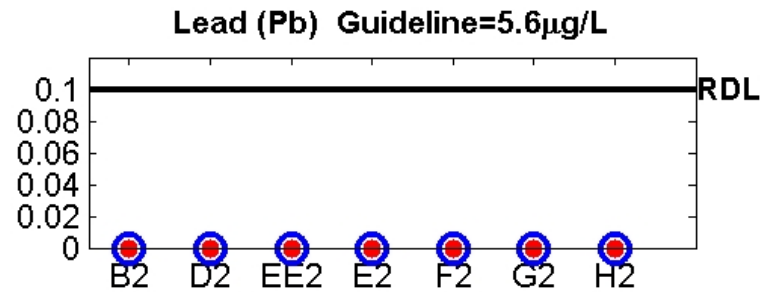 Lead (Pb) Guideline=5.6µg/L
0.1
RDL
0.08
0.06
0.04
0.02
0
B2 D2 EE2 E2 F2 G2 H2